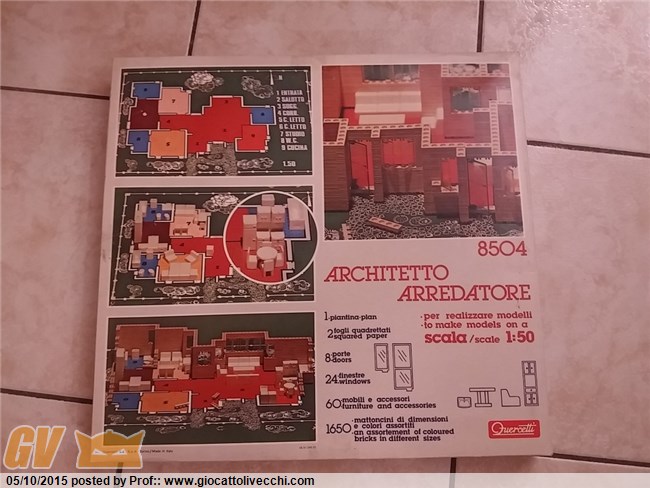 N
1 ENTRATA
2 SALOTTO
3 SOGG.
4 CORR.
5 C. LETTO
6 C. LETTO
7 STUDIO
8 W.C.
9 CUCINA
1.50
8504
ARCHITETTO
ARREDATORE
1-piantina-plan
2 fogli quadrettati
squared paper
8-porte
doors
24-finestre
windows
60-mobili e accessori
furniture and accessories
1650-mattoncini di dimensioni
e colori assortiti
-an assortement of coloured
bricks in different sizes
-per realizzare modelli
-to make models on a
scala/scale 1:50
Quercetti
GV
05/10/2015 posted by Prof:: www.giocattolivecchi.com